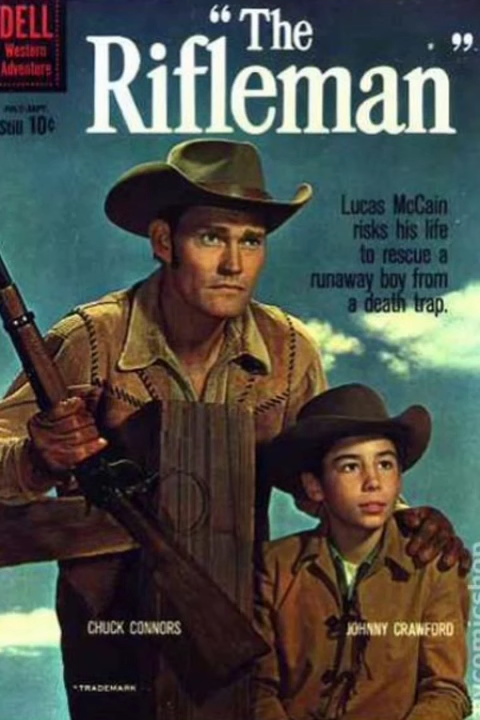 DELL
Western
Adventure
JULY-SEPT.
Still 10¢
“The
Rifleman”
Lucas McCain
risks his life
to rescue a
runaway boy from
a death trap.
CHUCK CONNORS
JOHNNY CRAWFORD
*TRADEMARK
mycomicshop